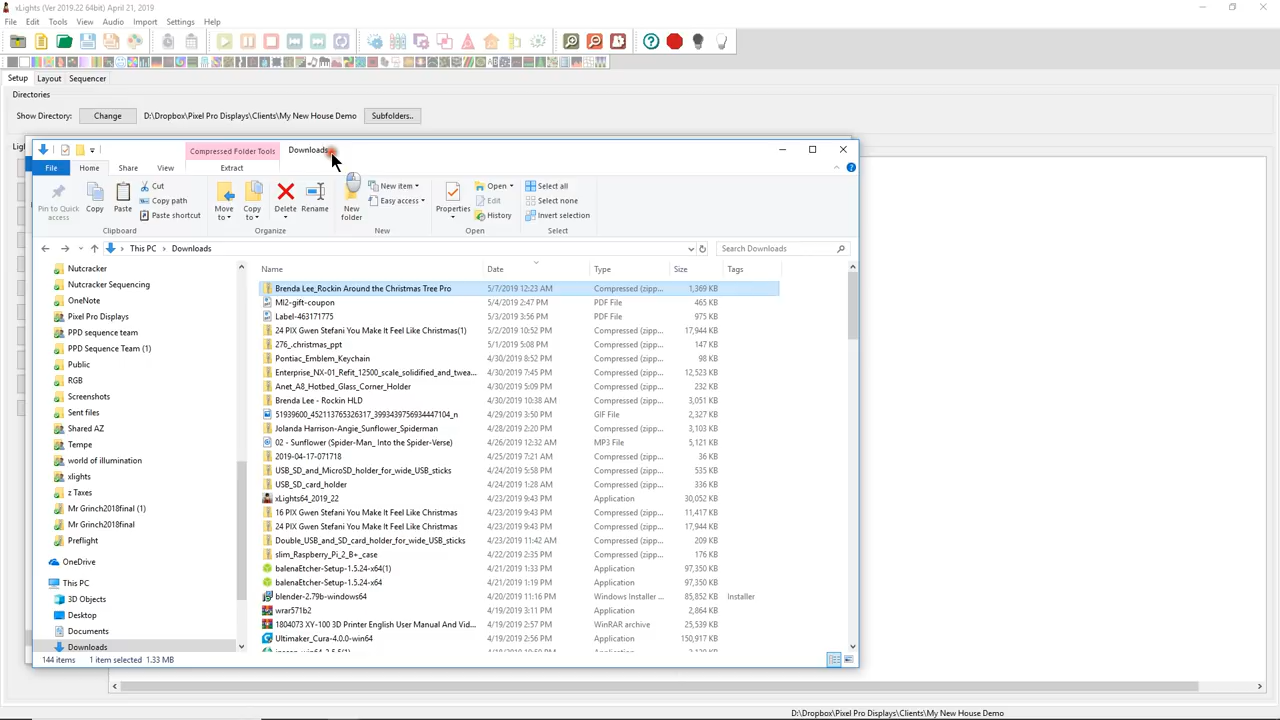 xLights (Ver 2019.22 64bit) April 21, 2019
File Edit Tools View Audio Import Settings Help
Setup Layout Sequencer
Directories
Show Directory: Change D:\Dropbox\Pixel Pro Displays\Clients\My New House Demo Subfolders..
Compressed Folder Tools Downloads
File Home Share View Extract
Pin to Quick access
Copy
Paste
Cut
Copy path
Paste shortcut
Clipboard
Move to
Copy to
Delete
Rename
Organize
New folder
New item
Easy access
New
Properties
Open
Edit
History
Open
Select all
Select none
Invert selection
Select
This PC Downloads
Search Downloads
Nutcracker
Nutcracker Sequencing
OneNote
Pixel Pro Displays
PPD sequence team
PPD Sequence Team (1)
Public
RGB
Screenshots
Sent files
Shared AZ
Tempe
world of illumination
xlights
z Taxes
Mr Grinch2018final (1)
Mr Grinch2018final
Preflight
OneDrive
This PC
3D Objects
Desktop
Documents
Downloads
Name Date Type Size Tags
Brenda Lee_Rockin Around the Christmas Tree Pro 5/7/2019 12:23 AM Compressed (zipp... 1,369 KB
MI2-gift-coupon 5/4/2019 2:47 PM PDF File 465 KB
Label-463171775 5/3/2019 3:56 PM PDF File 975 KB
24 PIX Gwen Stefani You Make It Feel Like Christmas(1) 5/2/2019 10:52 PM Compressed (zipp... 17,944 KB
276_.christmas_ppt 5/1/2019 5:08 PM Compressed (zipp... 147 KB
Pontiac_Emblem_Keychain 4/30/2019 8:52 PM Compressed (zipp... 98 KB
Enterprise_NX-01_Refit_12500_scale_solidified_and_twea... 4/30/2019 7:45 PM Compressed (zipp... 12,523 KB
Anet_A8_Hotbed_Glass_Corner_Holder 4/30/2019 5:09 PM Compressed (zipp... 232 KB
Brenda Lee - Rockin HLD 4/30/2019 10:38 AM Compressed (zipp... 3,051 KB
51939600_452113765326317_3993439756934447104_n 4/29/2019 3:50 PM GIF File 2,327 KB
Jolanda Harrison-Angie_Sunflower_Spiderman 4/28/2019 2:20 PM Compressed (zipp... 3,103 KB
02 - Sunflower (Spider-Man_ Into the Spider-Verse) 4/26/2019 12:32 AM MP3 File 5,121 KB
2019-04-17-071718 4/25/2019 7:21 AM Compressed (zipp... 36 KB
USB_SD_and_MicroSD_holder_for_wide_USB_sticks 4/24/2019 5:58 PM Compressed (zipp... 535 KB
USB_SD_card_holder 4/24/2019 1:28 AM Compressed (zipp... 336 KB
xLights64_2019_22 4/23/2019 9:43 PM Application 30,052 KB
16 PIX Gwen Stefani You Make It Feel Like Christmas 4/23/2019 9:43 PM Compressed (zipp... 11,417 KB
24 PIX Gwen Stefani You Make It Feel Like Christmas 4/23/2019 9:43 PM Compressed (zipp... 17,944 KB
Double_USB_and_SD_card_holder_for_wide_USB_sticks 4/23/2019 11:42 AM Compressed (zipp... 209 KB
slim_Raspberry_Pi_2_B+_case 4/22/2019 2:35 PM Compressed (zipp... 176 KB
balenaEtcher-Setup-1.5.24-x64(1) 4/21/2019 1:33 PM Application 97,350 KB
balenaEtcher-Setup-1.5.24-x64 4/21/2019 1:19 PM Application 97,350 KB
blender-2.79b-windows64 4/20/2019 11:16 PM Windows Installer ... 85,852 KB Installer
wrar571b2 4/19/2019 3:11 PM Application 2,864 KB
1804073 XY-100 3D Printer English User Manual And Vid... 4/19/2019 2:57 PM WinRAR archive 25,539 KB
Ultimaker_Cura-4.0.0-win64 4/19/2019 2:56 PM Application 150,917 KB
144 items 1 item selected 1.33 MB
D:\Dropbox\Pixel Pro Displays\Clients\My New House Demo